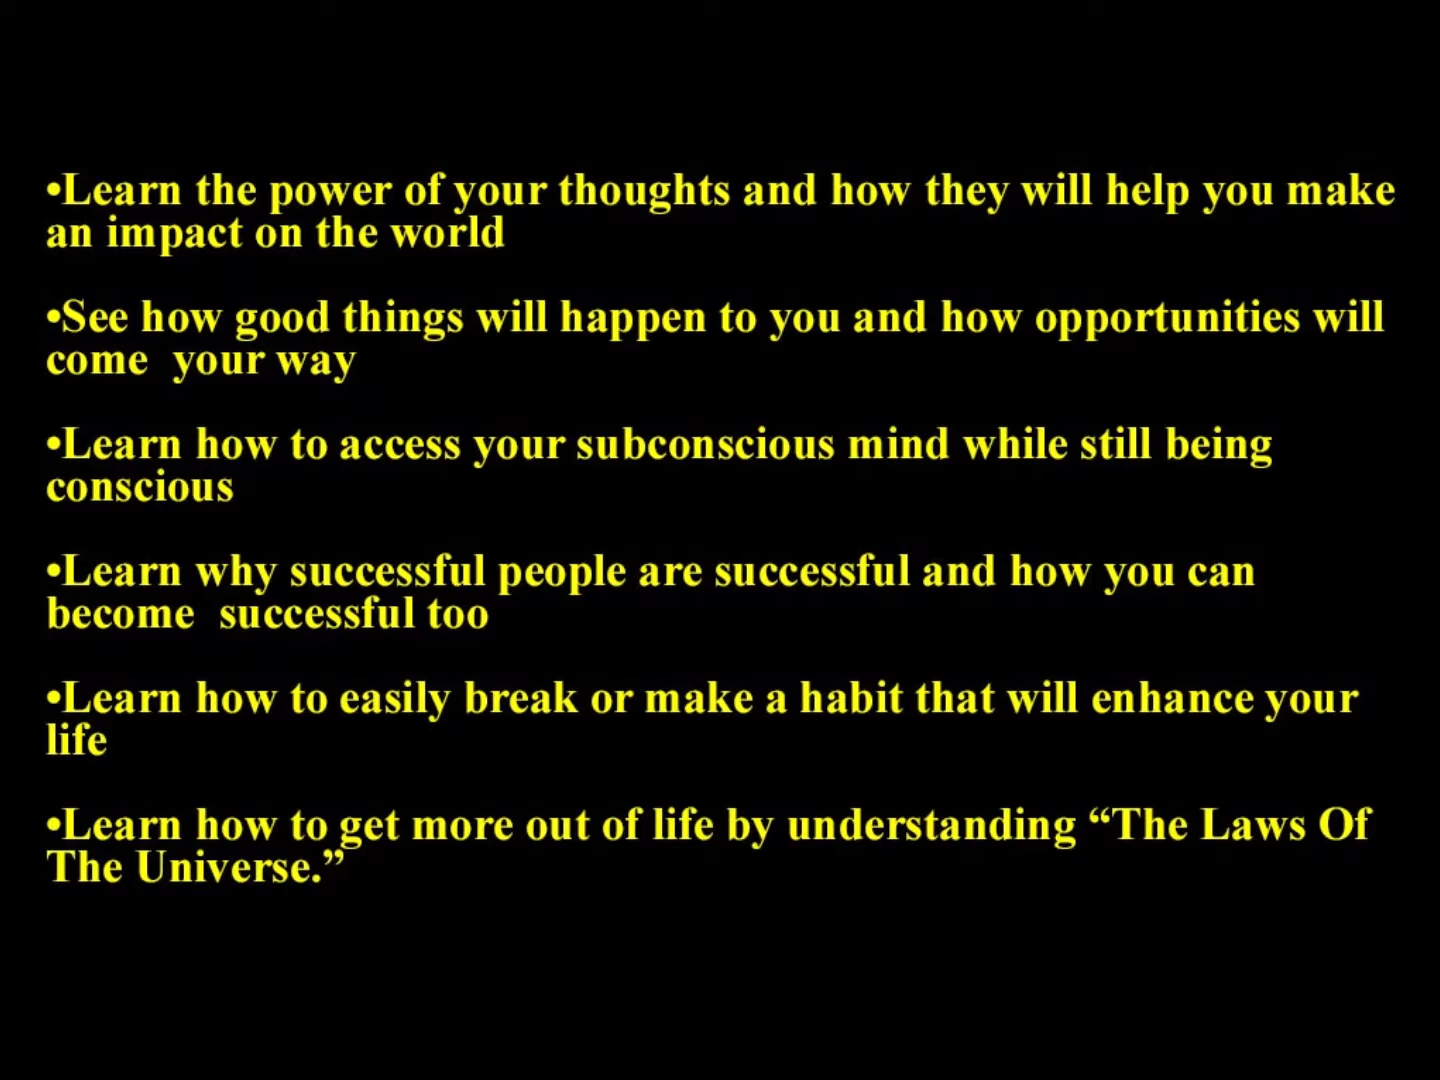 •Learn the power of your thoughts and how they will help you make
an impact on the world
•See how good things will happen to you and how opportunities will
come  your way
•Learn how to access your subconscious mind while still being
conscious
•Learn why successful people are successful and how you can
become  successful too
•Learn how to easily break or make a habit that will enhance your
life
•Learn how to get more out of life by understanding “The Laws Of
The Universe.”